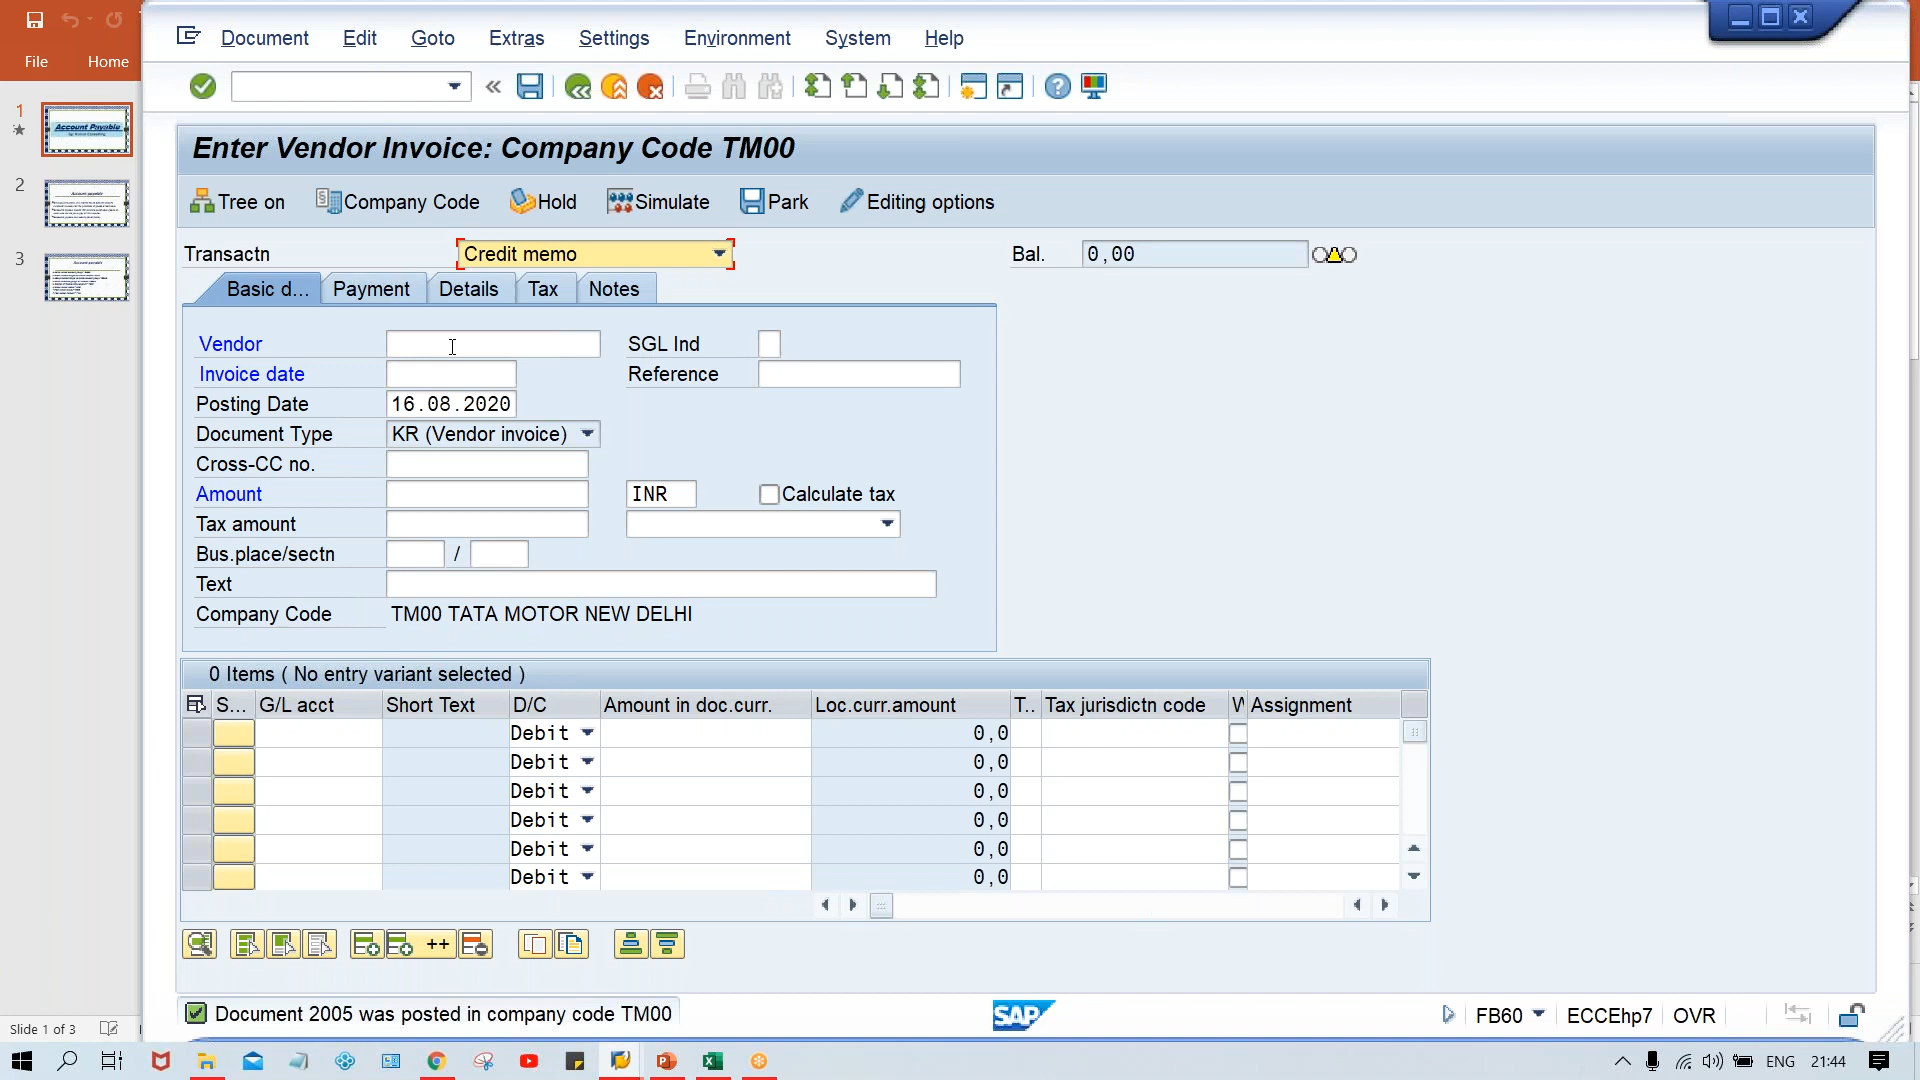 File
Home
1
Account Payable
2
3
Slide 1 of 3
Document Edit Goto Extras Settings Environment System Help
Enter Vendor Invoice: Company Code TM00
Tree on Company Code Hold Simulate Park Editing options
Transactn Credit memo Bal. 0,00
Basic d... Payment Details Tax Notes
Vendor SGL Ind
Invoice date Reference
Posting Date 16.08.2020
Document Type KR (Vendor invoice)
Cross-CC no.
Amount INR Calculate tax
Tax amount
Bus.place/sectn /
Text
Company Code TM00 TATA MOTOR NEW DELHI
0 Items ( No entry variant selected )
S... G/L acct Short Text D/C Amount in doc.curr. Loc.curr.amount T.. Tax jurisdictn code W Assignment
Debit 0,0
Debit 0,0
Debit 0,0
Debit 0,0
Debit 0,0
Debit 0,0
++
Document 2005 was posted in company code TM00 SAP FB60 ECCEhp7 OVR
ENG 21:44